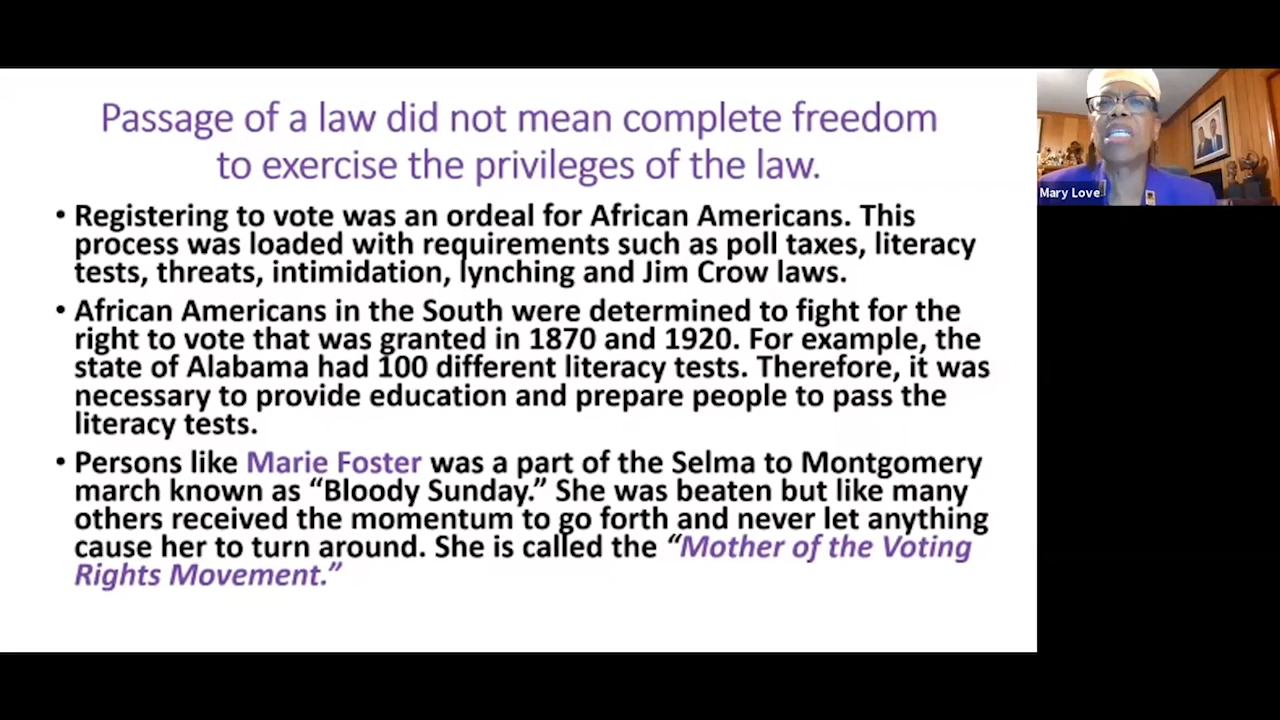 Passage of a law did not mean complete freedom
to exercise the privileges of the law.
• Registering to vote was an ordeal for African Americans. This
process was loaded with requirements such as poll taxes, literacy
tests, threats, intimidation, lynching and Jim Crow laws.
• African Americans in the South were determined to fight for the
right to vote that was granted in 1870 and 1920. For example, the
state of Alabama had 100 different literacy tests. Therefore, it was
necessary to provide education and prepare people to pass the
literacy tests.
• Persons like Marie Foster was a part of the Selma to Montgomery
march known as “Bloody Sunday.” She was beaten but like many
others received the momentum to go forth and never let anything
cause her to turn around. She is called the “Mother of the Voting
Rights Movement.”
Mary Love